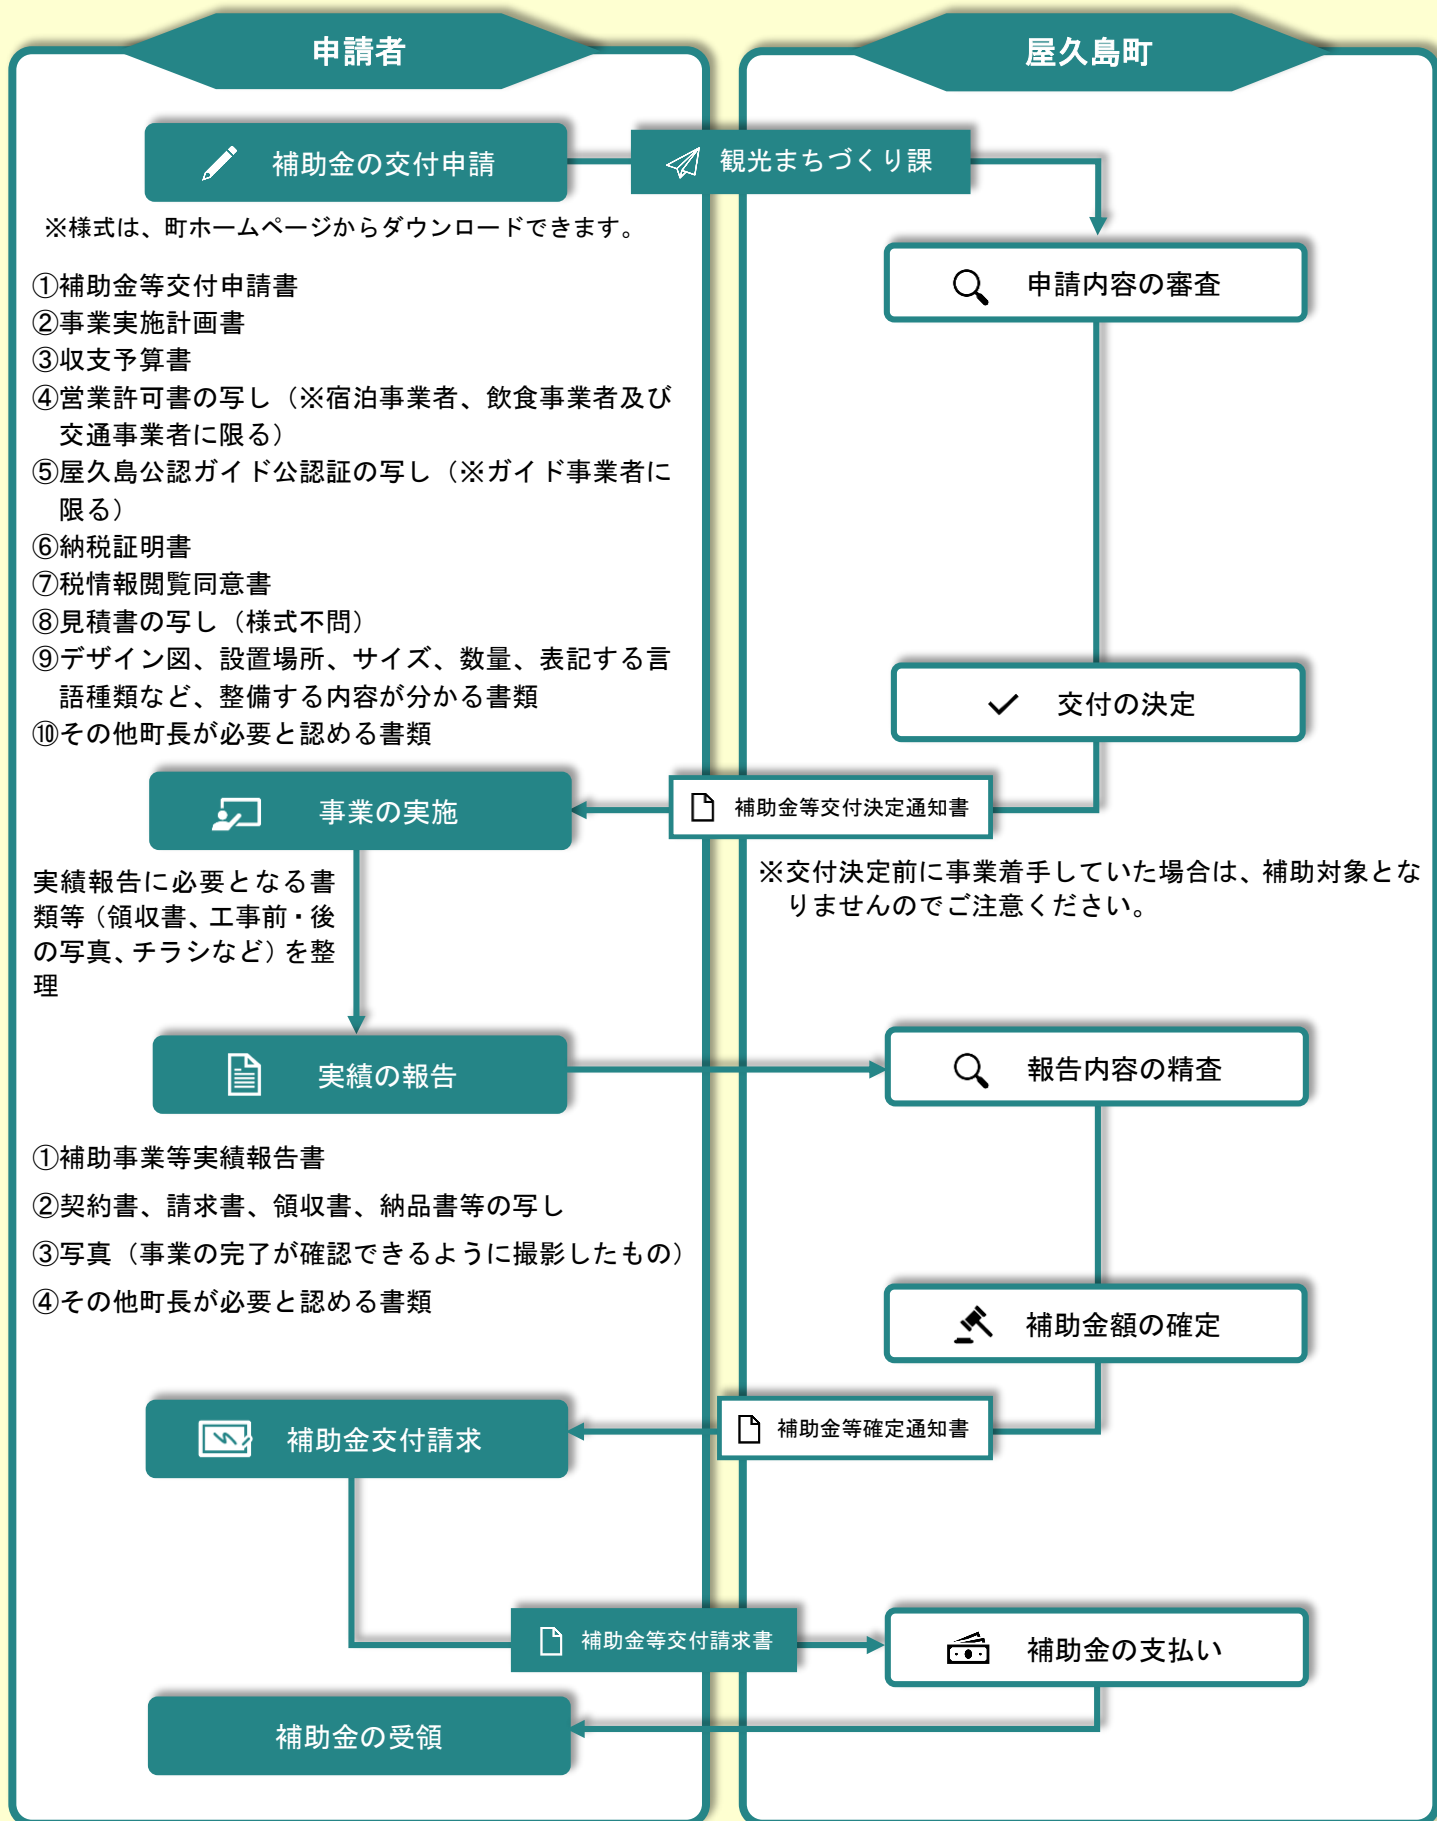 申請者
屋久島町
補助金の交付申請
観光まちづくり課
※様式は、町ホームページからダウンロードできます。
申請内容の審査
①補助金等交付申請書
②事業実施計画書
③収支予算書
④営業許可書の写し（※宿泊事業者、飲食事業者及び
交通事業者に限る）
⑤屋久島公認ガイド公認証の写し（※ガイド事業者に
限る）
⑥納税証明書
⑦税情報閲覧同意書
⑧見積書の写し（様式不問）
⑨デザイン図、設置場所、サイズ、数量、表記する言
語種類など、整備する内容が分かる書類
⑩その他町長が必要と認める書類
交付の決定
補助金等交付決定通知書
事業の実施
※交付決定前に事業着手していた場合は、補助対象とな
りませんのでご注意ください。
実績報告に必要となる書
類等（領収書、工事前・後
の写真、チラシなど）を整
理
実績の報告
報告内容の精査
①補助事業等実績報告書
②契約書、請求書、領収書、納品書等の写し
③写真（事業の完了が確認できるように撮影したもの）
④その他町長が必要と認める書類
補助金額の確定
補助金等確定通知書
補助金交付請求
補助金等交付請求書
補助金の支払い
補助金の受領